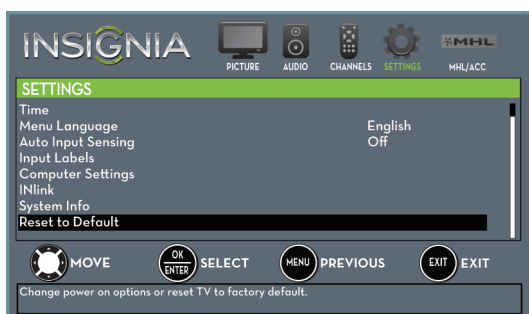 INSIGNIA
PICTURE AUDIO CHANNELS SETTINGS MHL MHL/ACC
SETTINGS
Time
Menu Language English
Auto Input Sensing Off
Input Labels
Computer Settings
INlink
System Info
Reset to Default
MOVE OK ENTER SELECT MENU PREVIOUS EXIT EXIT
Change power on options or reset TV to factory default.